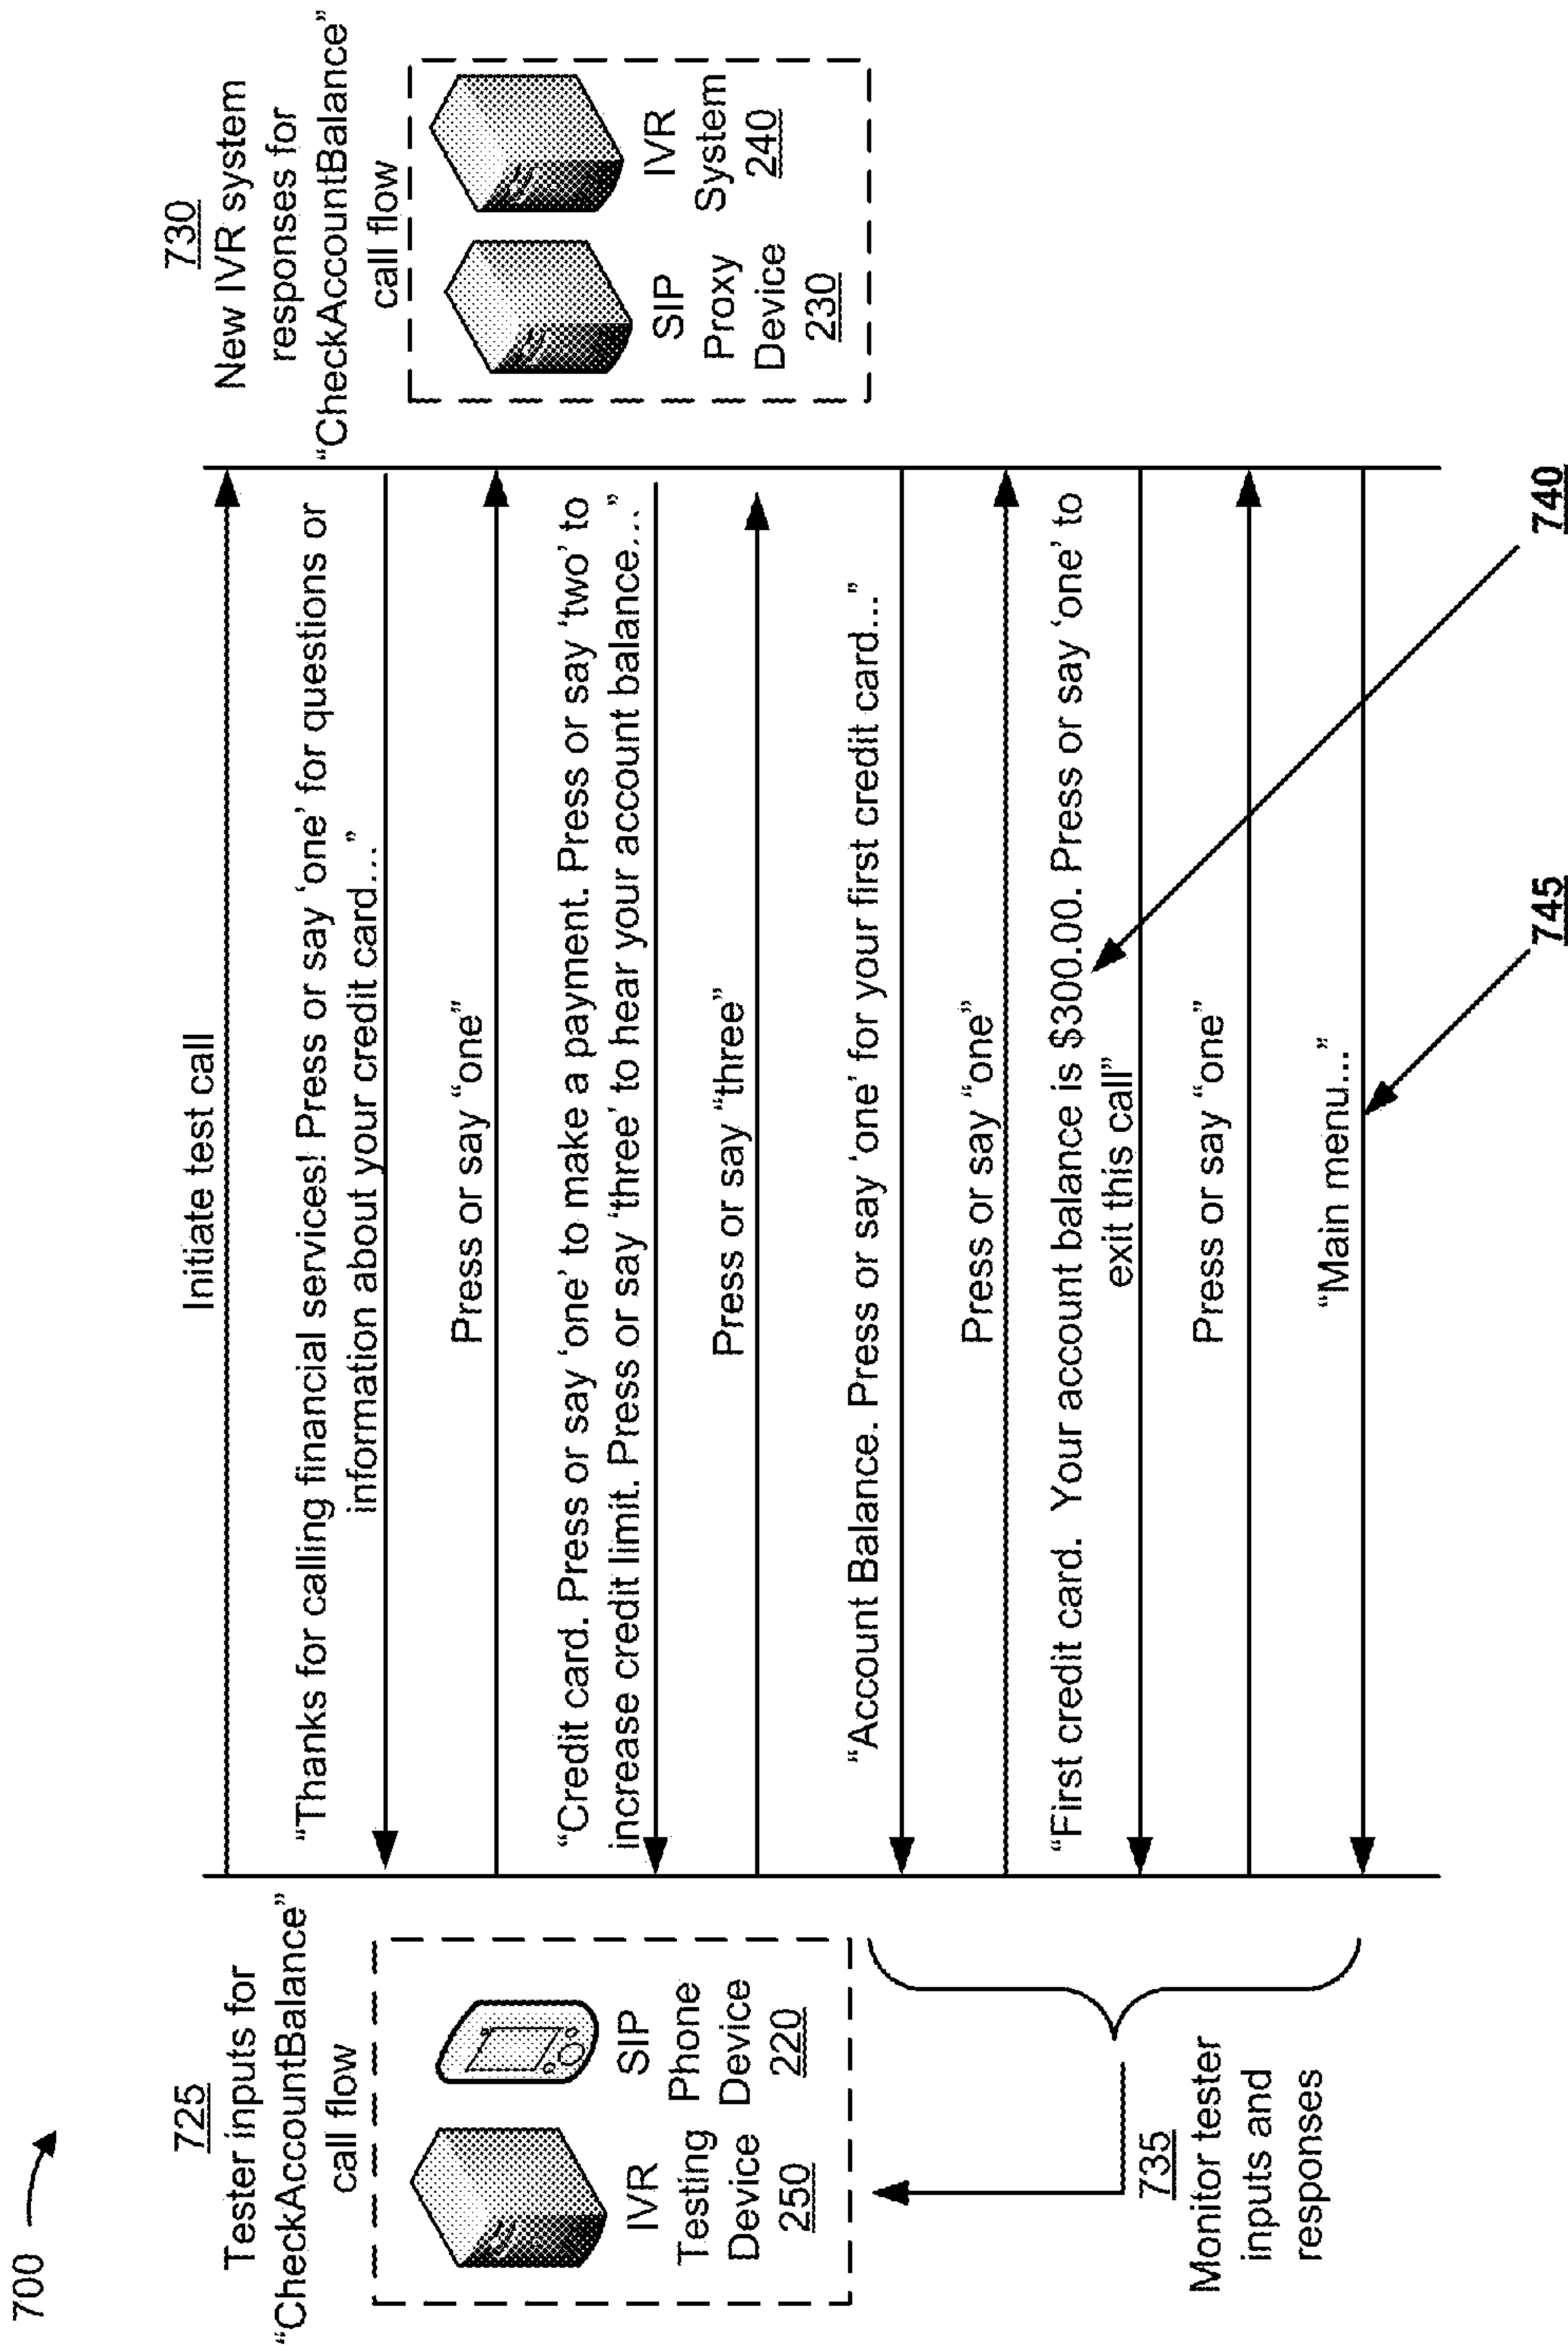 700
725
Tester inputs for
“CheckAccountBalance”
call flow
IVR
Testing
Device
250
SIP
Phone
Device
220
735
Monitor tester
inputs and
responses
Initiate test call
“Thanks for calling financial services! Press or say ‘one’ for questions or
information about your credit card...”
Press or say “one”
“Credit card. Press or say ‘one’ to make a payment. Press or say ‘two’ to
increase credit limit. Press or say ‘three’ to hear your account balance...”
Press or say “three”
“Account Balance. Press or say ‘one’ for your first credit card...”
Press or say “one”
“First credit card. Your account balance is $300.00. Press or say ‘one’ to
exit this call”
Press or say “one”
“Main menu...”
745
740
730
New IVR system
responses for
“CheckAccountBalance”
call flow
SIP
Proxy
Device
230
IVR
System
240